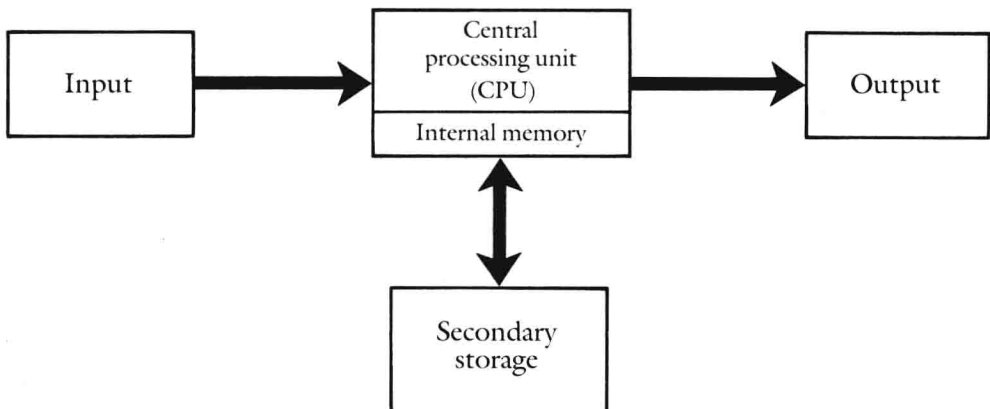 Input
Central
processing unit
(CPU)
Internal memory
Output
Secondary
storage